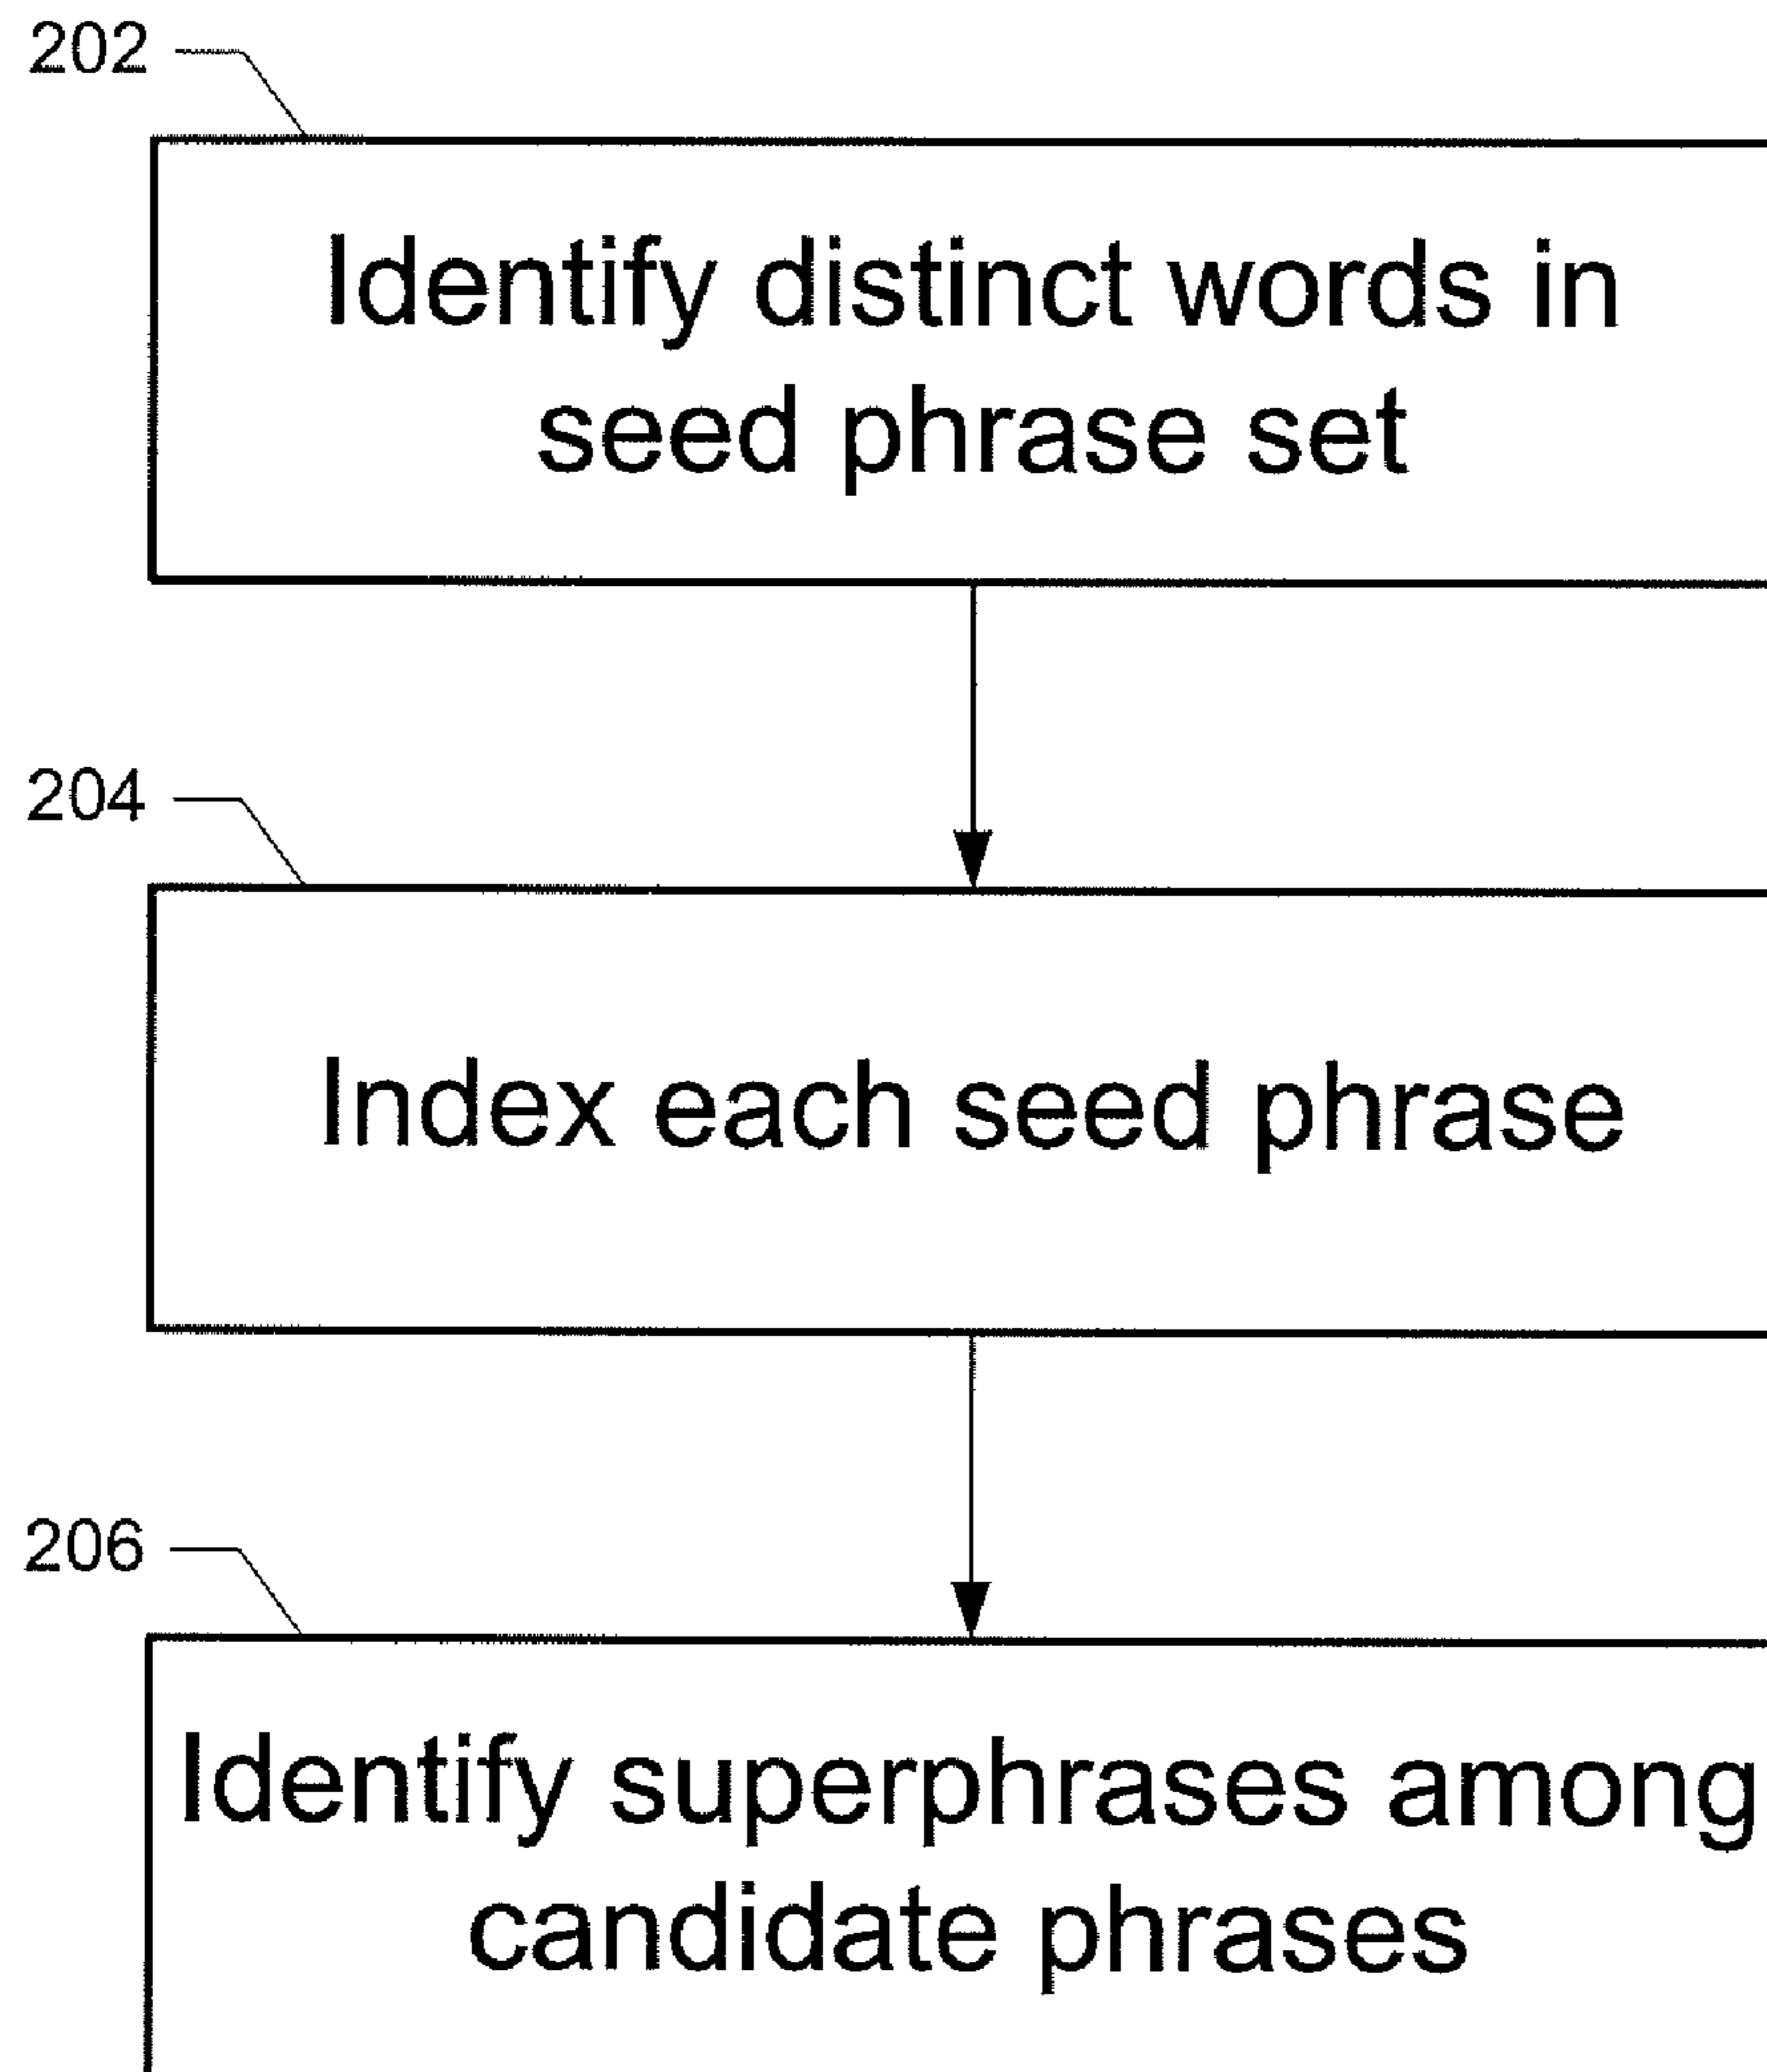 202
Identify distinct words in
seed phrase set
204
Index each seed phrase
206
Identify superphrases among
candidate phrases